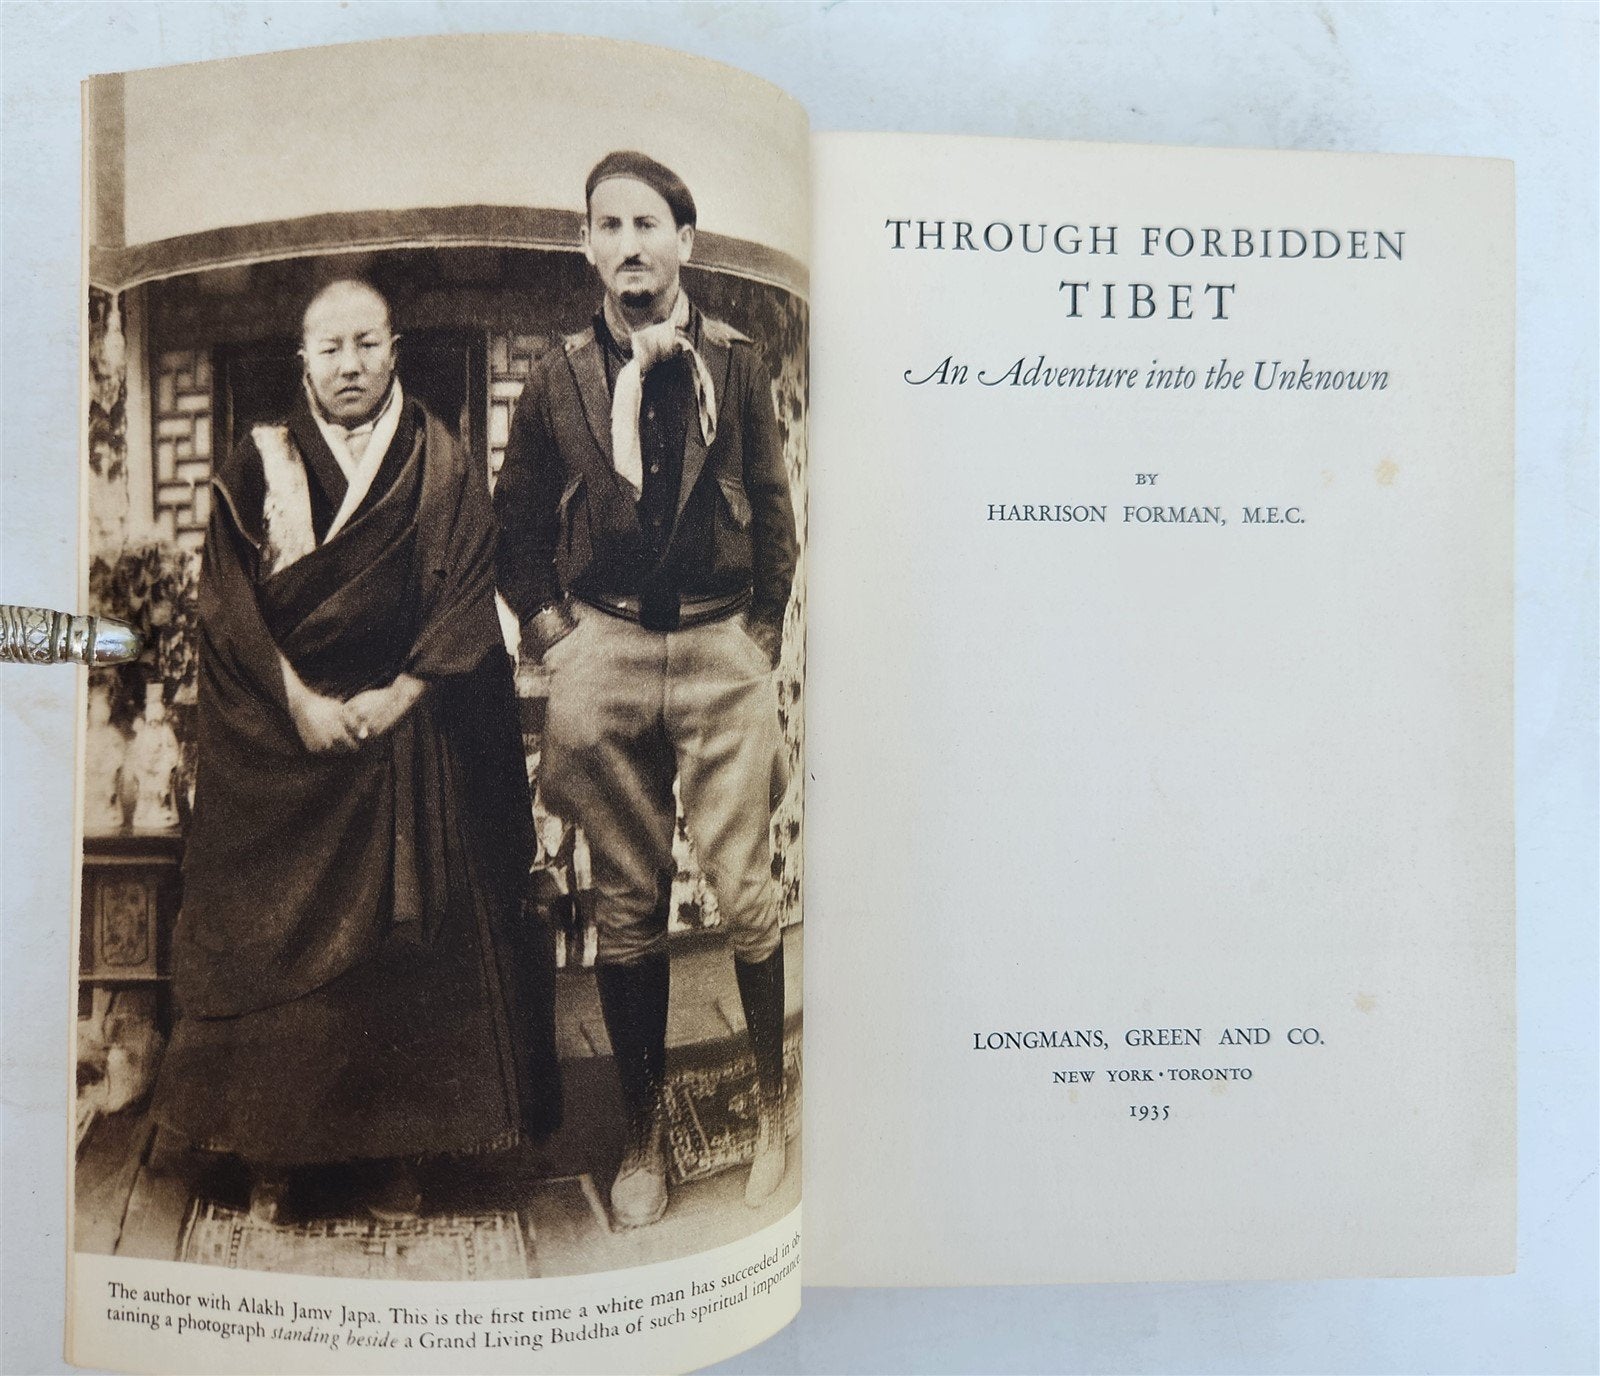 The author with Alakh Jamv Japa. This is the first time a white man has succeeded in ob-
taining a photograph standing beside a Grand Living Buddha of such spiritual importance.
THROUGH FORBIDDEN
TIBET
An Adventure into the Unknown
BY
HARRISON FORMAN, M.E.C.
LONGMANS, GREEN AND CO.
NEW YORK · TORONTO
1935